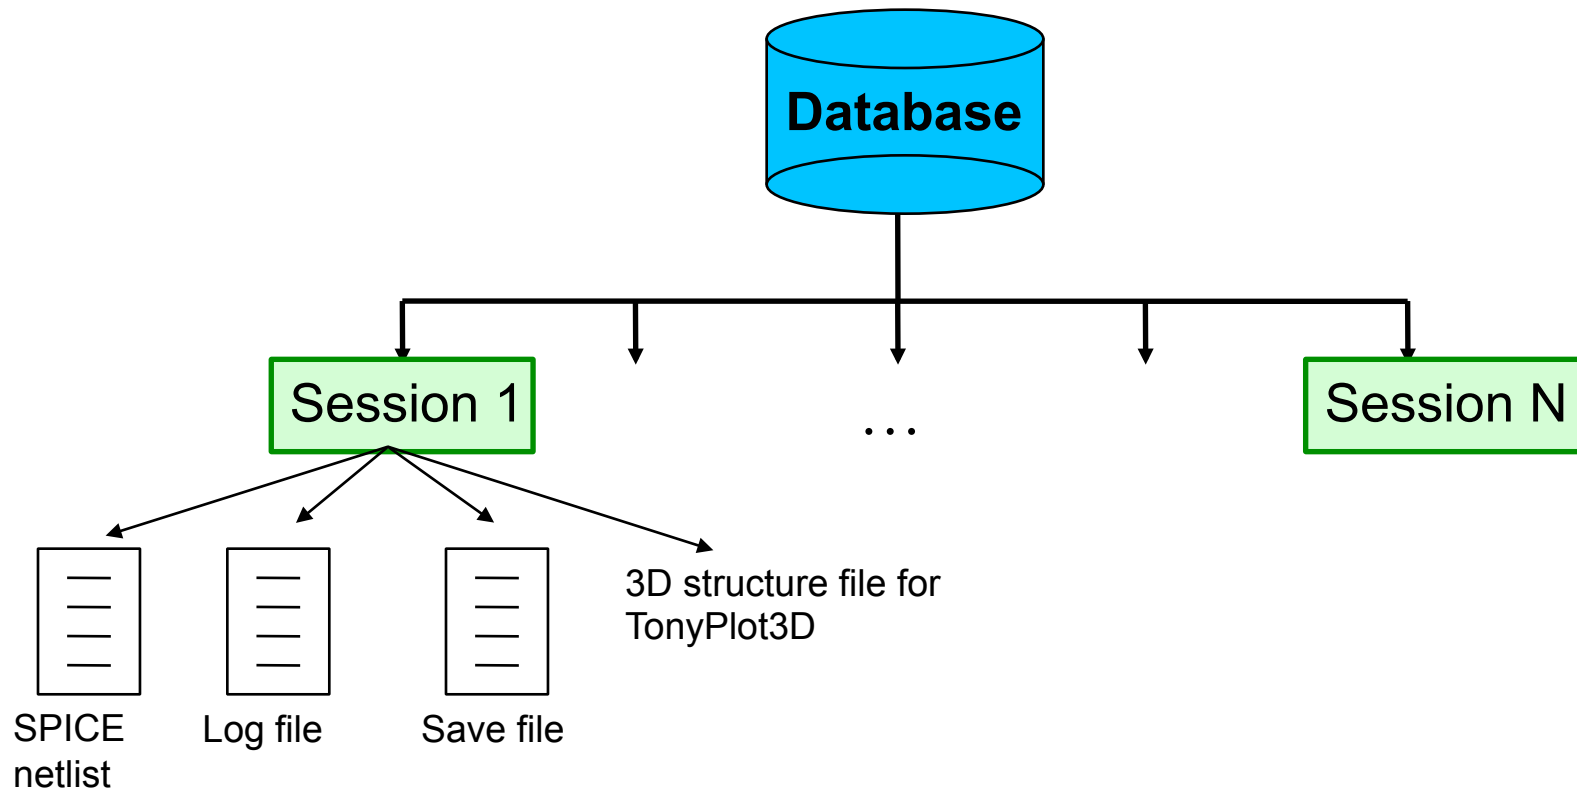 Database
Session 1
...
Session N
3D structure file for
TonyPlot3D
SPICE
netlist
Log file
Save file